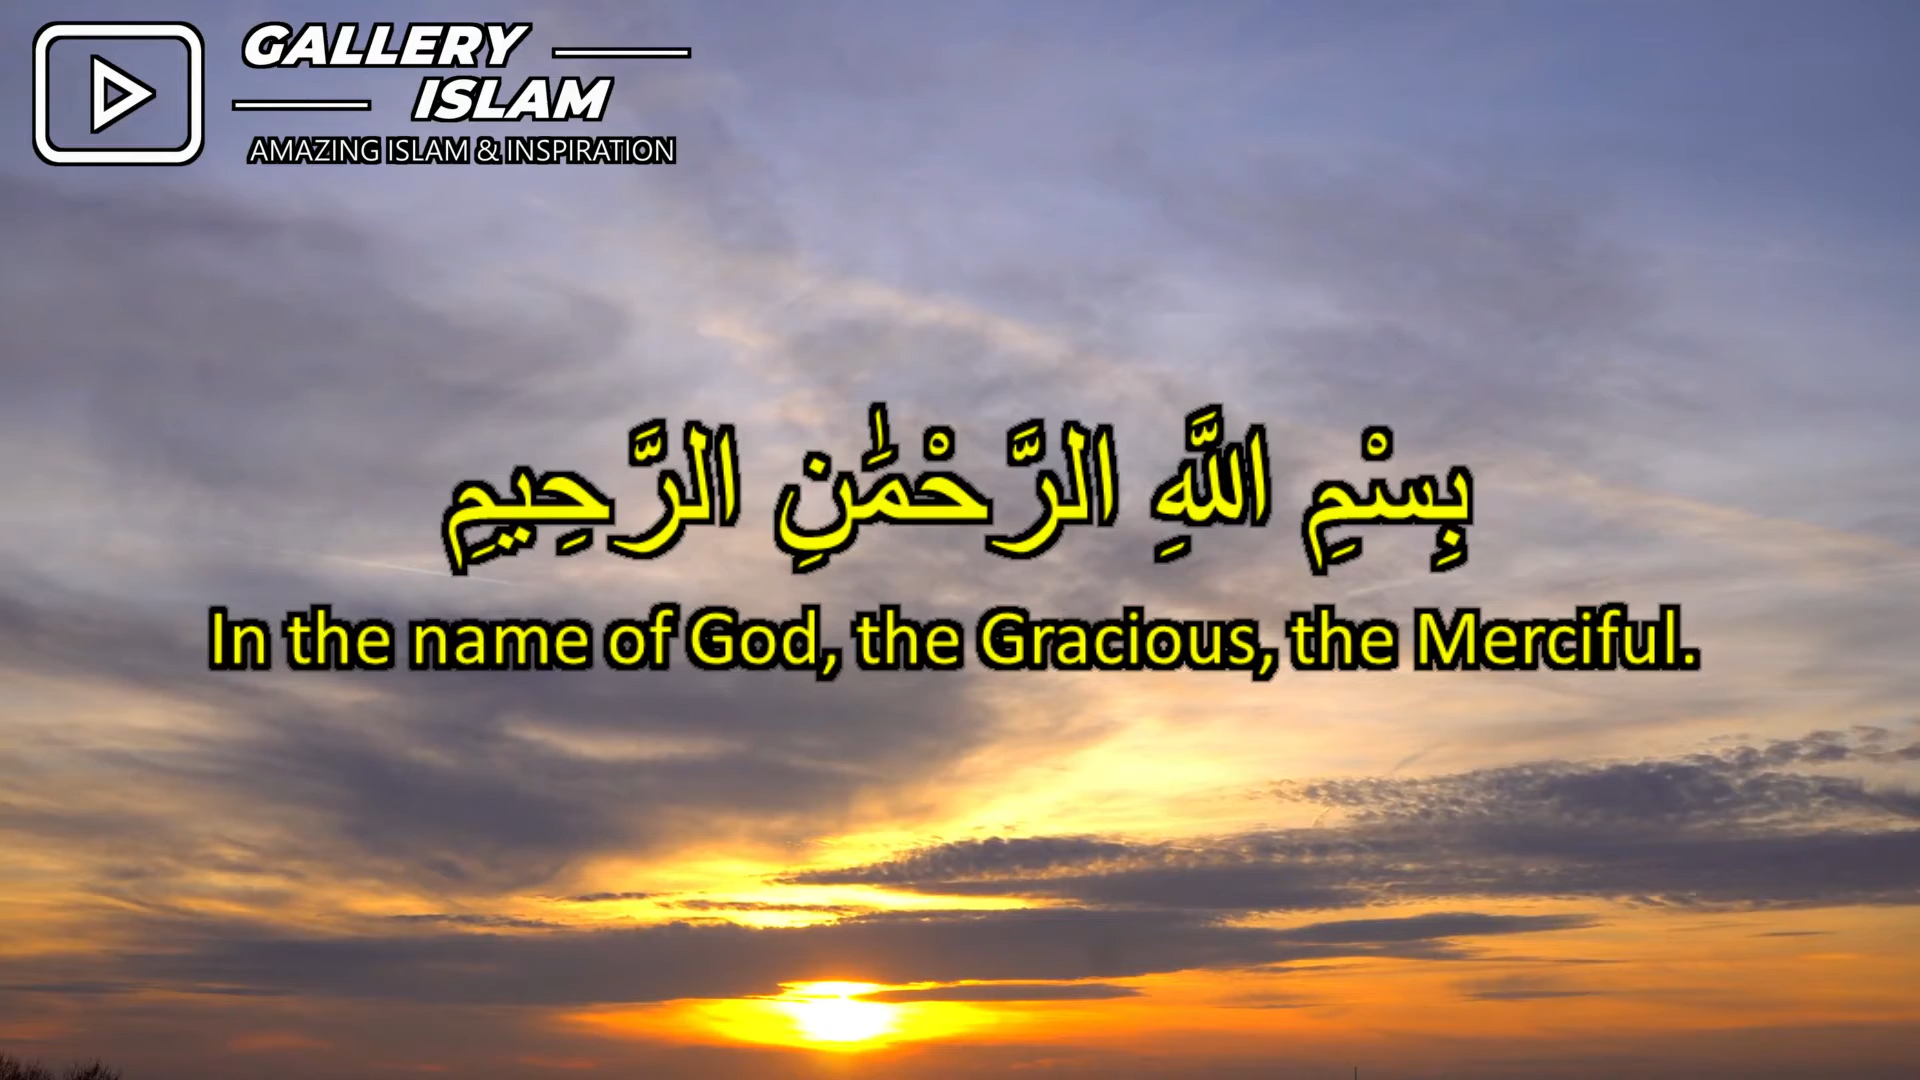 GALLERY
ISLAM
AMAZING ISLAM & INSPIRATION
بِسْمِ اللَّهِ الرَّحْمَٰنِ الرَّحِيمِ
In the name of God, the Gracious, the Merciful.